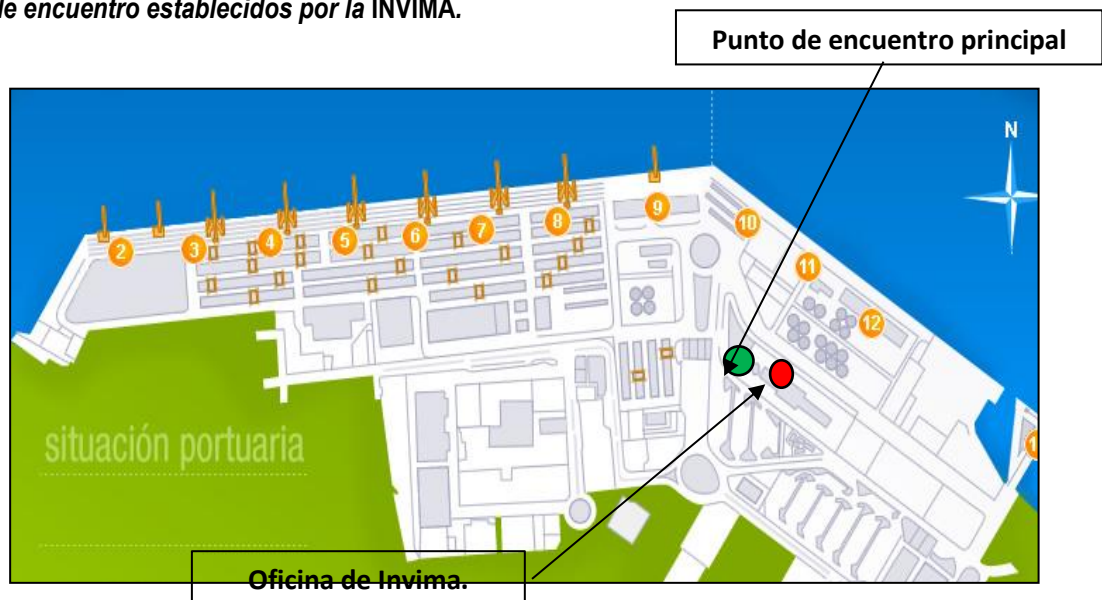 de encuentro establecidos por la INVIMA.
Punto de encuentro principal
N
2
3
4
5
6
7
8
9
10
11
12
situación portuaria
Oficina de Invima.